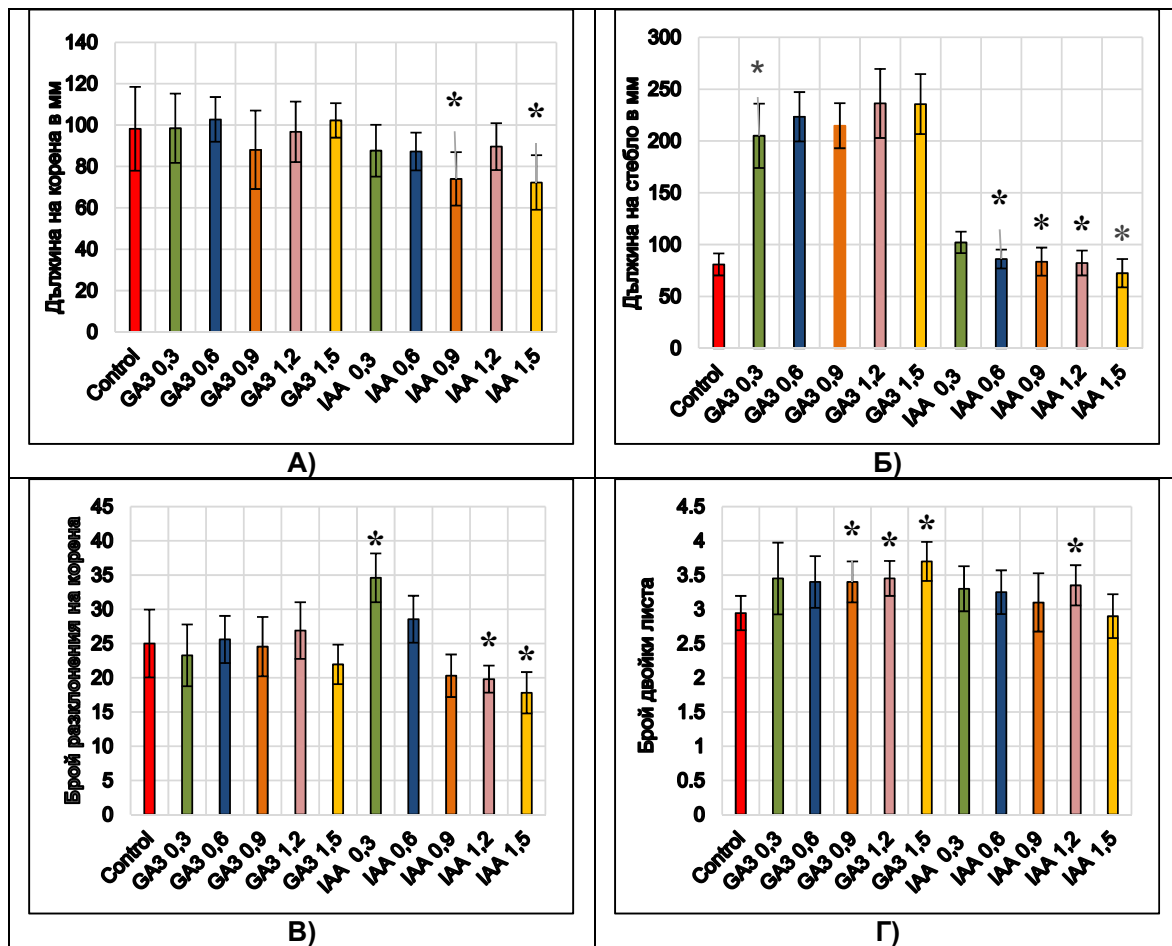 Дължина на корена в мм
140
120
100
80
60
40
20
0
*
*
Control
GA3 0,3
GA3 0,6
GA3 0,9
GA3 1,2
GA3 1,5
IAA 0,3
IAA 0,6
IAA 0,9
IAA 1,2
IAA 1,5
А)
Дължина на стебло в мм
300
250
200
150
100
50
0
*
*
*
*
*
Control
GA3 0,3
GA3 0,6
GA3 0,9
GA3 1,2
GA3 1,5
IAA 0,3
IAA 0,6
IAA 0,9
IAA 1,2
IAA 1,5
Б)
Брой разклонения на корена
45
40
35
30
25
20
15
10
5
0
*
*
*
Control
GA3 0,3
GA3 0,6
GA3 0,9
GA3 1,2
GA3 1,5
IAA 0,3
IAA 0,6
IAA 0,9
IAA 1,2
IAA 1,5
В)
Брой двойки листа
4.5
4
3.5
3
2.5
2
1.5
1
0.5
0
*
*
*
*
Control
GA3 0,3
GA3 0,6
GA3 0,9
GA3 1,2
GA3 1,5
IAA 0,3
IAA 0,6
IAA 0,9
IAA 1,2
IAA 1,5
Г)